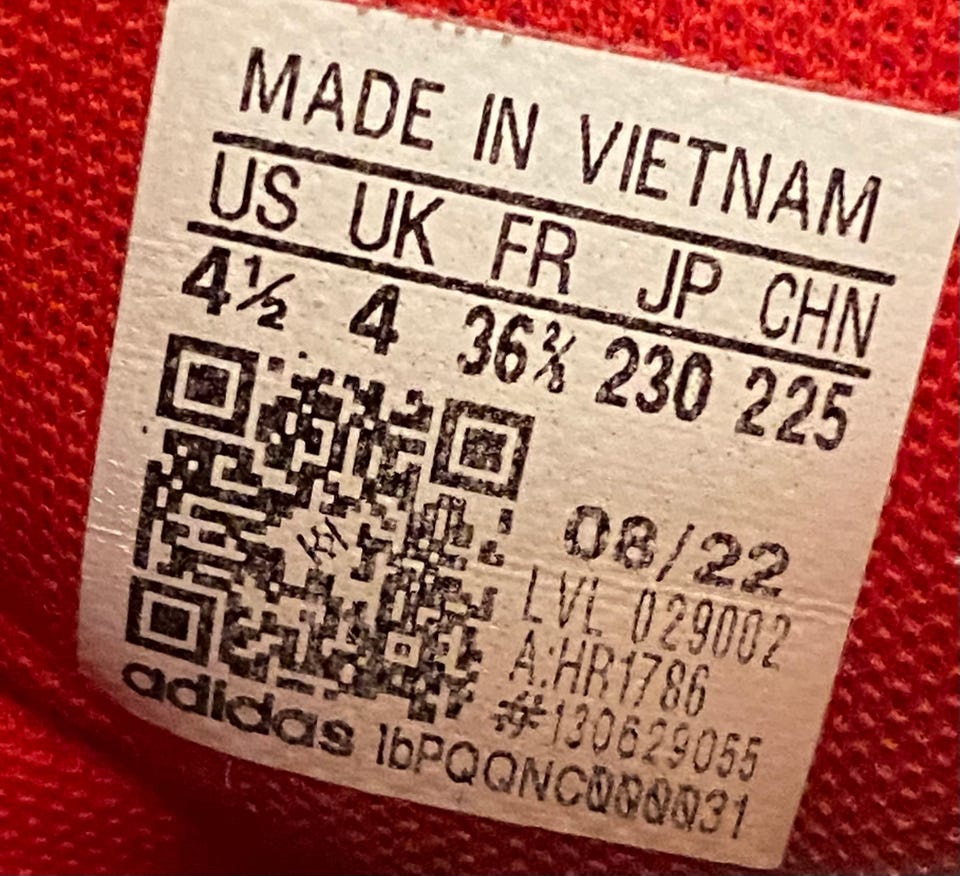 MADE IN VIETNAM
US UK FR JP CHN
4½ 4 36⅔ 230 225
08/22
LVL 029002
A:HR1786
#130629055
adidas